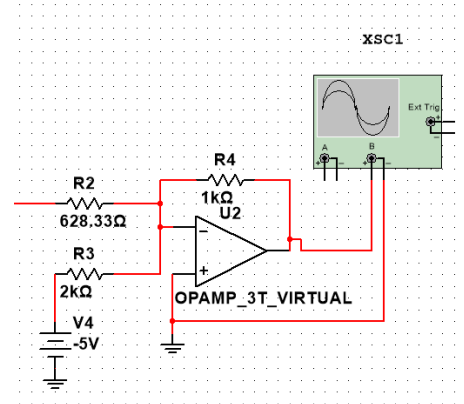 XSC1
Ext Trig
+
-
A
B
+ - + -
R4
1kΩ
R2
628.33Ω
U2
-
+
R3
2kΩ
OPAMP_3T_VIRTUAL
V4
-5V